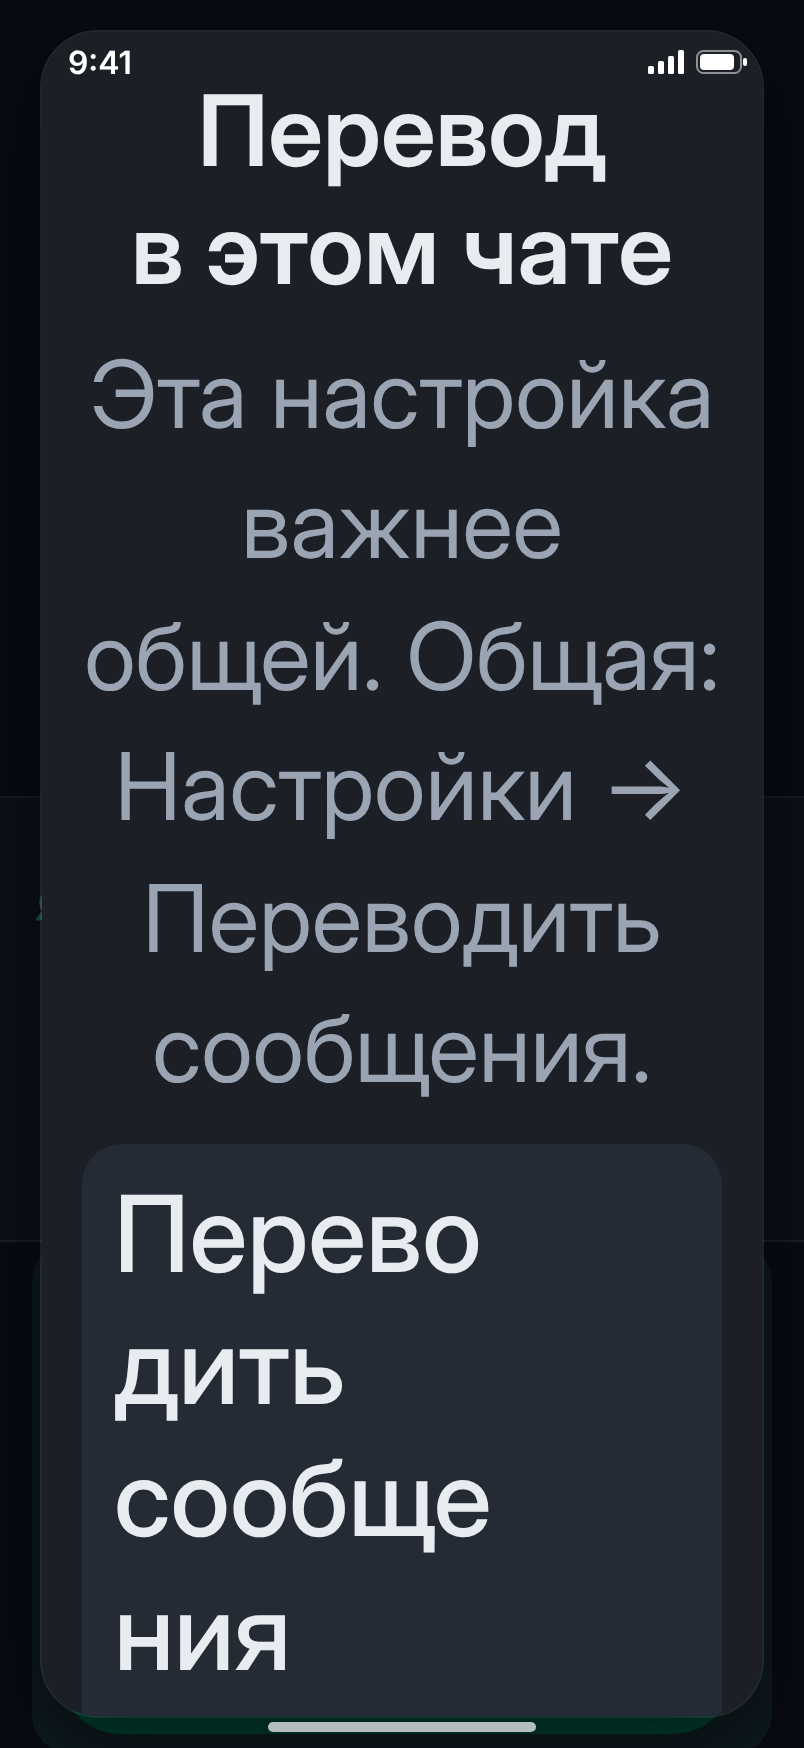 9:41
Перевод
в этом чате
Эта настройка
важнее
общей. Общая:
Настройки →
Переводить
сообщения.
Перево
дить
сообще
ния